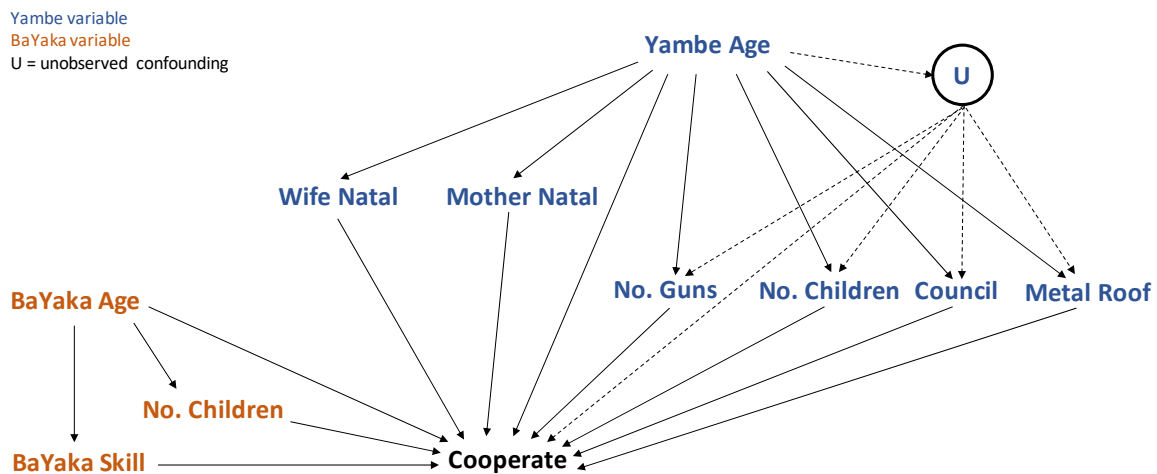 Yambe variable
BaYaka variable
U = unobserved confounding
Yambe Age
U
Wife Natal
Mother Natal
No. Guns
No. Children
Council
Metal Roof
BaYaka Age
No. Children
BaYaka Skill
Cooperate